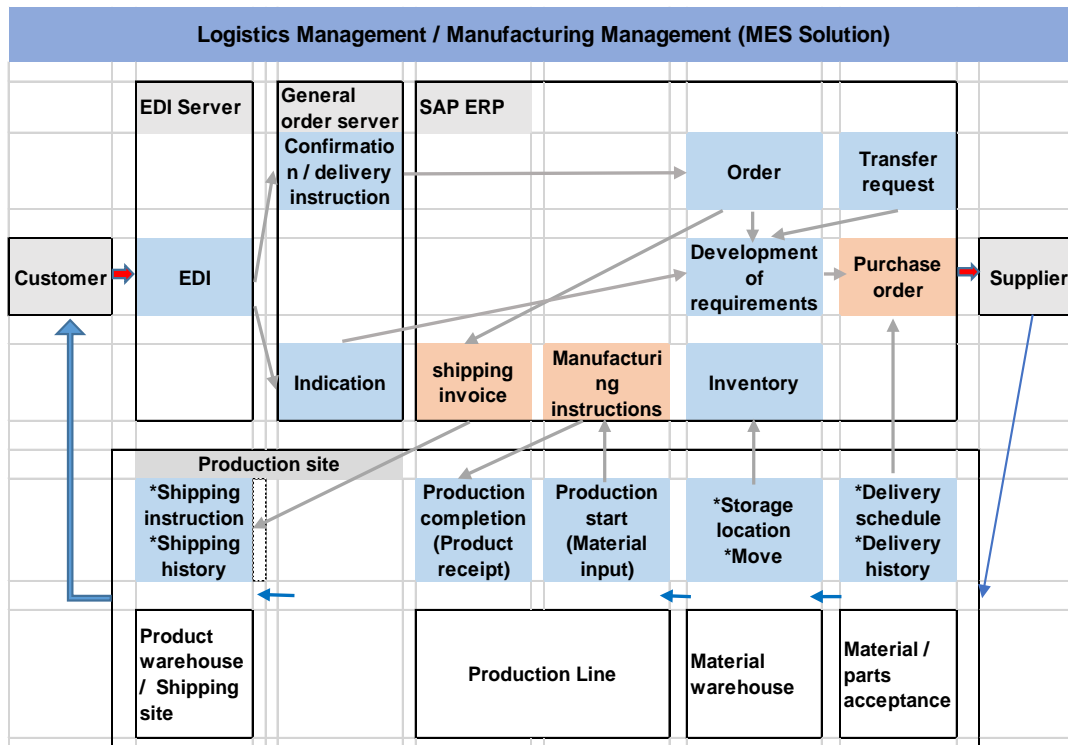 Logistics Management / Manufacturing Management (MES Solution)
EDI Server
General
order server
SAP ERP
Confirmatio
n / delivery
instruction
Order
Transfer
request
Customer
EDI
Development
of
requirements
Purchase
order
Supplier
Indication
shipping
invoice
Manufacturi
ng
instructions
Inventory
Production site
*Shipping
instruction
*Shipping
history
Production
completion
(Product
receipt)
Production
start
(Material
input)
*Storage
location
*Move
*Delivery
schedule
*Delivery
history
Product
warehouse
/ Shipping
site
Production Line
Material
warehouse
Material /
parts
acceptance